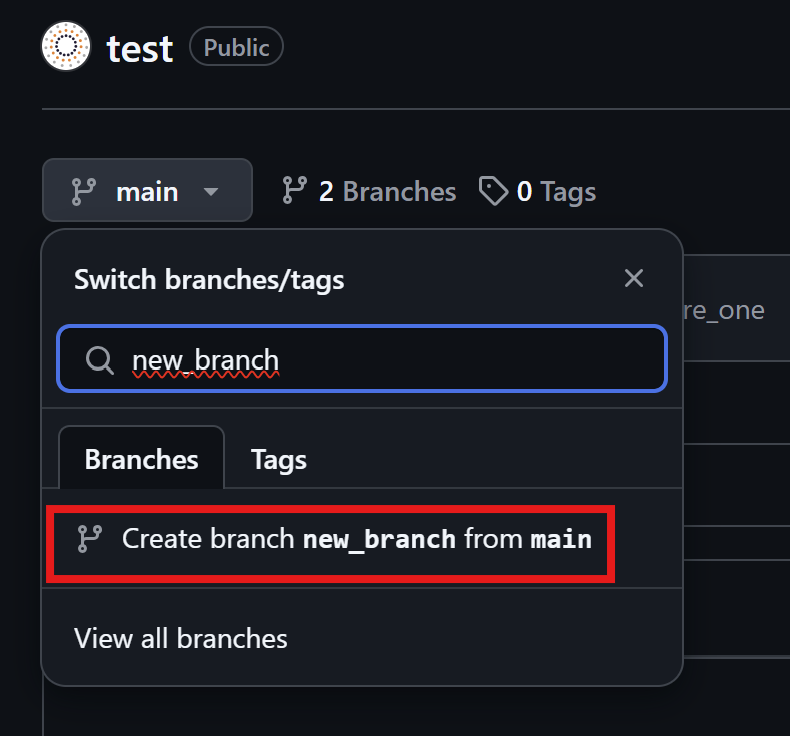 test Public
main 2 Branches 0 Tags
Switch branches/tags
re_one
new_branch
Branches Tags
Create branch new_branch from main
View all branches